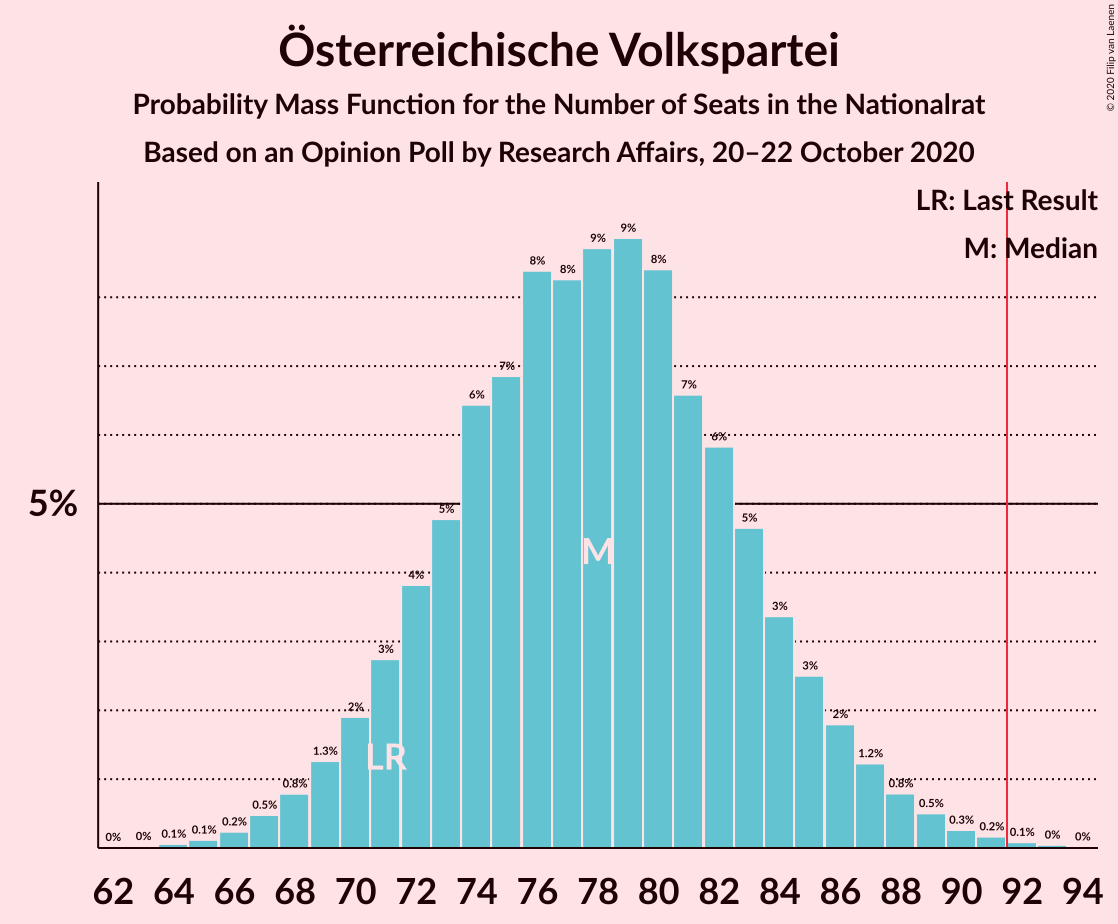 Österreichische Volkspartei
Probability Mass Function for the Number of Seats in the Nationalrat
Based on an Opinion Poll by Research Affairs, 20–22 October 2020
© 2020 Filip van Laenen
LR: Last Result
M: Median
5%
0% 0% 0.1% 0.1% 0.2% 0.5% 0.8% 1.3% 2% 3% 4% 5% 6% 7% 8% 8% 9% 9% 8% 7% 6% 5% 3% 3% 2% 1.2% 0.8% 0.5% 0.3% 0.2% 0.1% 0% 0%
M
LR
62 64 66 68 70 72 74 76 78 80 82 84 86 88 90 92 94